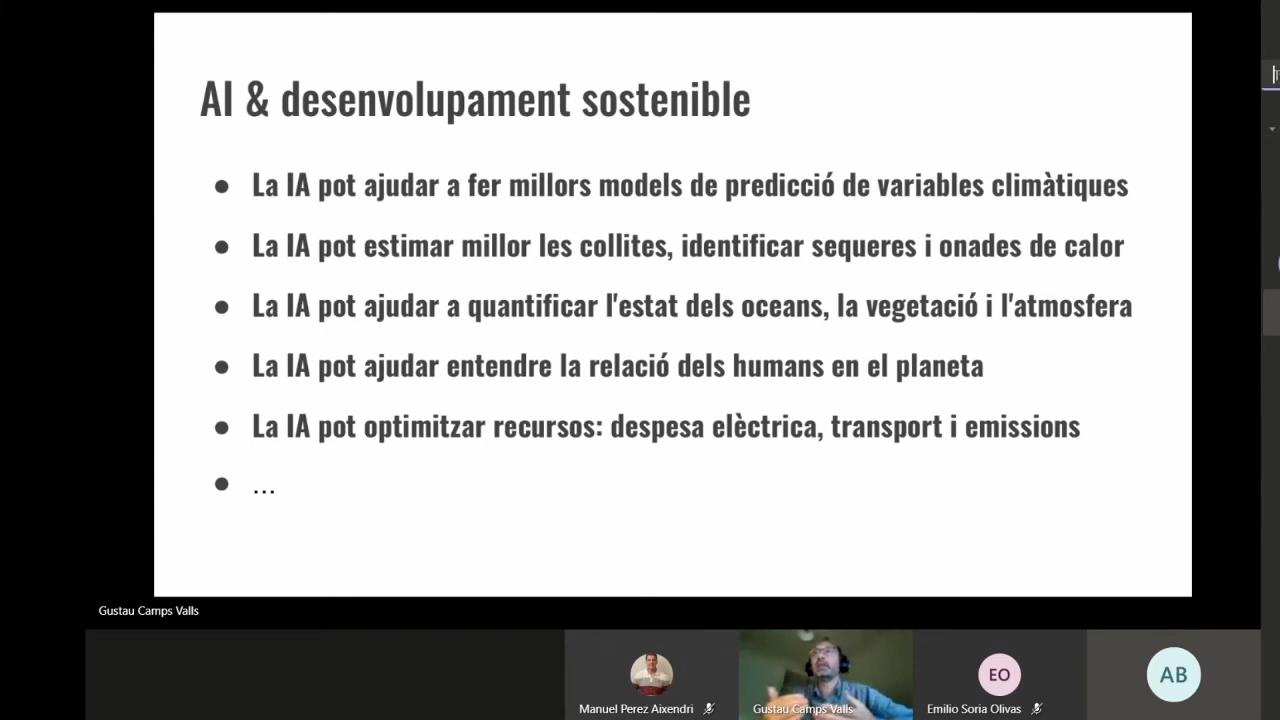 AI & desenvolupament sostenible
● La IA pot ajudar a fer millors models de predicció de variables climàtiques
● La IA pot estimar millor les collites, identificar sequeres i onades de calor
● La IA pot ajudar a quantificar l'estat dels oceans, la vegetació i l'atmosfera
● La IA pot ajudar entendre la relació dels humans en el planeta
● La IA pot optimitzar recursos: despesa elèctrica, transport i emissions
● ...
Gustau Camps Valls
Manuel Perez Aixendri
Gustau Camps Valls
EO
Emilio Soria Olivas
AB